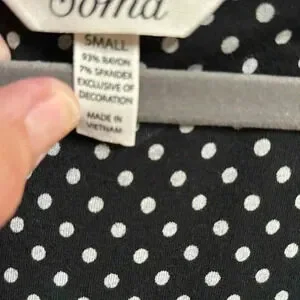 Soma
SMALL
93% RAYON
7% SPANDEX
EXCLUSIVE OF
DECORATION
MADE IN
VIETNAM